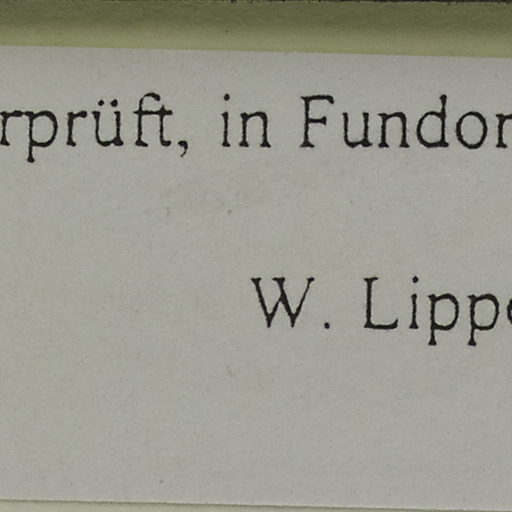 rprüft, in Fundor
W. Lipp